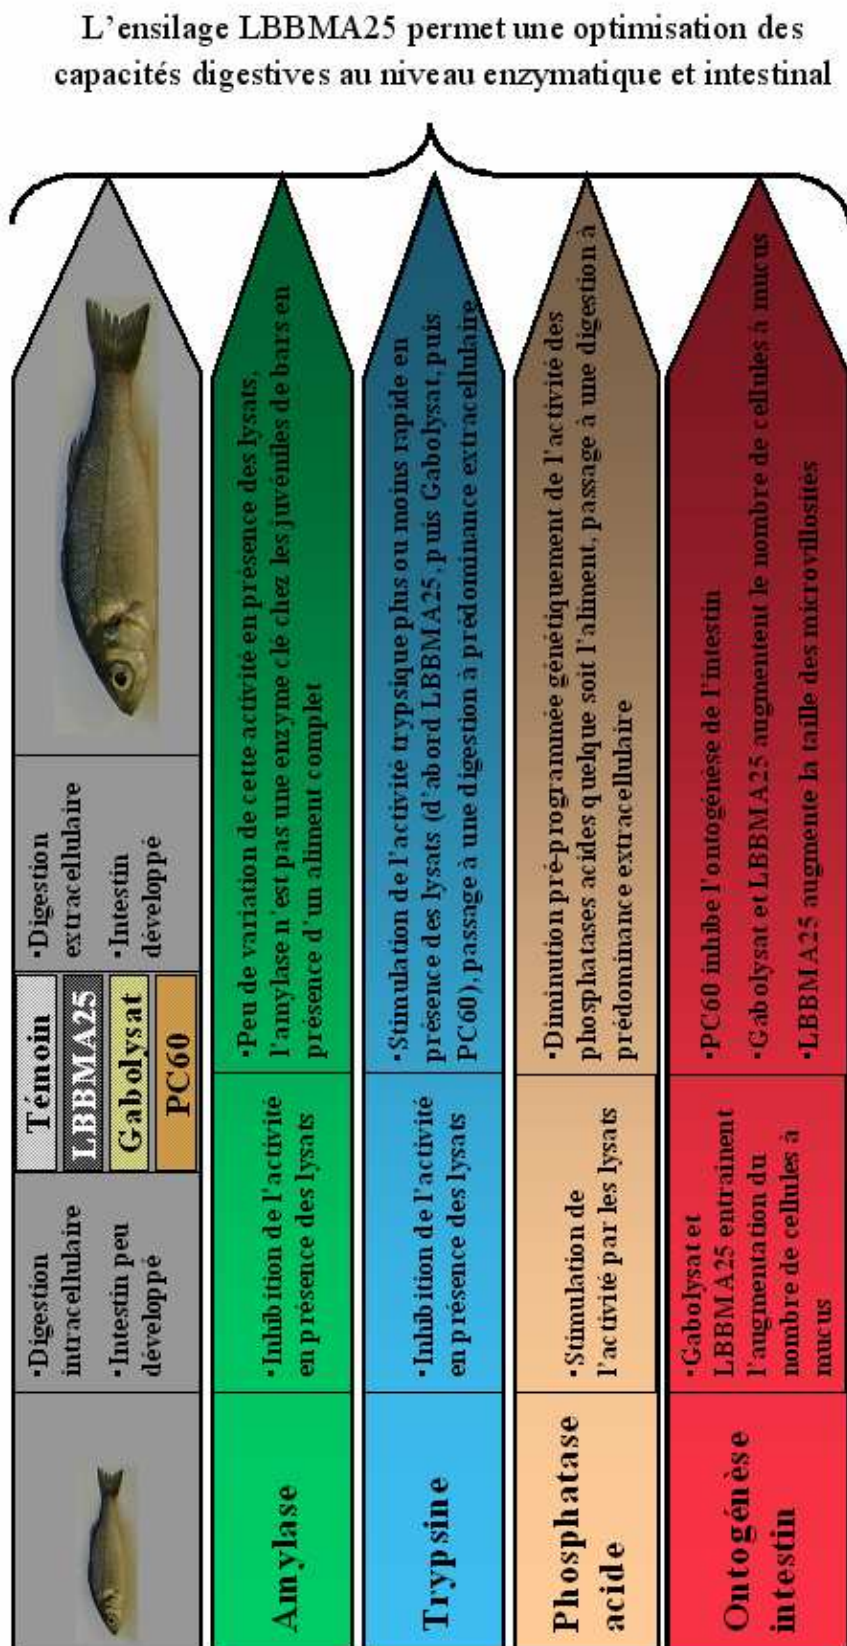 L'ensilage LBBMA25 permet une optimisation des
capacités digestives au niveau enzymatique et intestinal
•Digestion
intracellulaire
•Intestin peu
développé
Témoin
LBBMA25
Gabolysat
PC60
•Digestion
extracellulaire
•Intestin
développé
Amylase
•Inhibition de l'activité
en présence des lysats
•Peu de variation de cette activité en présence des lysats,
l'amylase n'est pas une enzyme clé chez les juvéniles de bars en
présence d'un aliment complet
Trypsine
•Inhibition de l'activité
en présence des lysats
•Stimulation de l'activité trypsique plus ou moins rapide en
présence des lysats (d'abord LBBMA25, puis Gabolysat, puis
PC60), passage à une digestion à prédominance extracellulaire
Phosphatase
acide
•Stimulation de
l'activité par les lysats
•Diminution pré-programmée génétiquement de l'activité des
phosphatases acides quelque soit l'aliment, passage à une digestion à
prédominance extracellulaire
Ontogénèse
intestin
•Gabolysat et
LBBMA25 entrainent
l'augmentation du
nombre de cellules à
mucus
•PC60 inhibe l'ontogénèse de l'intestin
•Gabolysat et LBBMA25 augmentent le nombre de cellules à mucus
•LBBMA25 augmente la taille des microvillosités